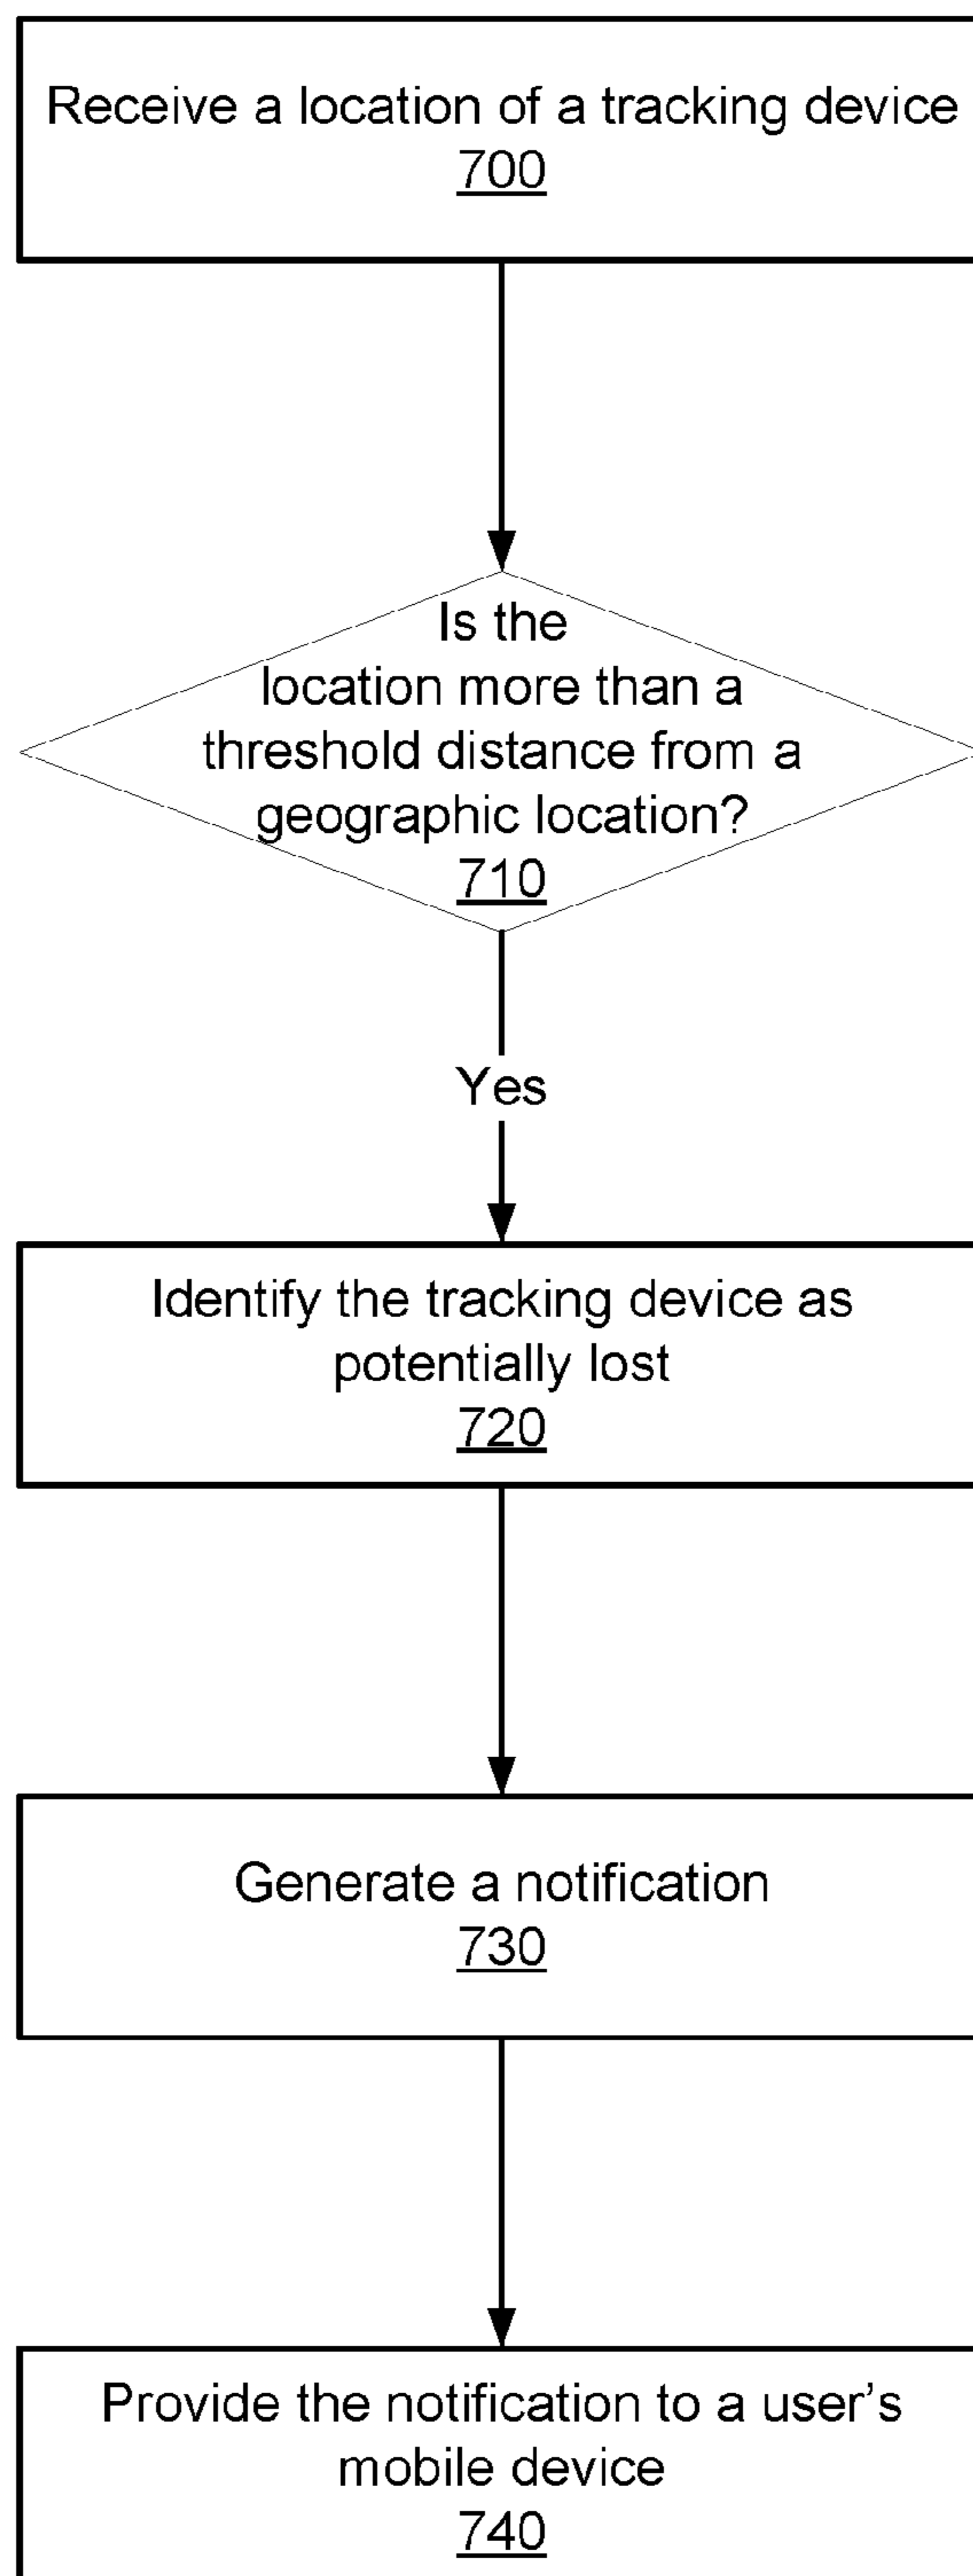 Receive a location of a tracking device
700
Is the
location more than a
threshold distance from a
geographic location?
710
Yes
Identify the tracking device as
potentially lost
720
Generate a notification
730
Provide the notification to a user's
mobile device
740